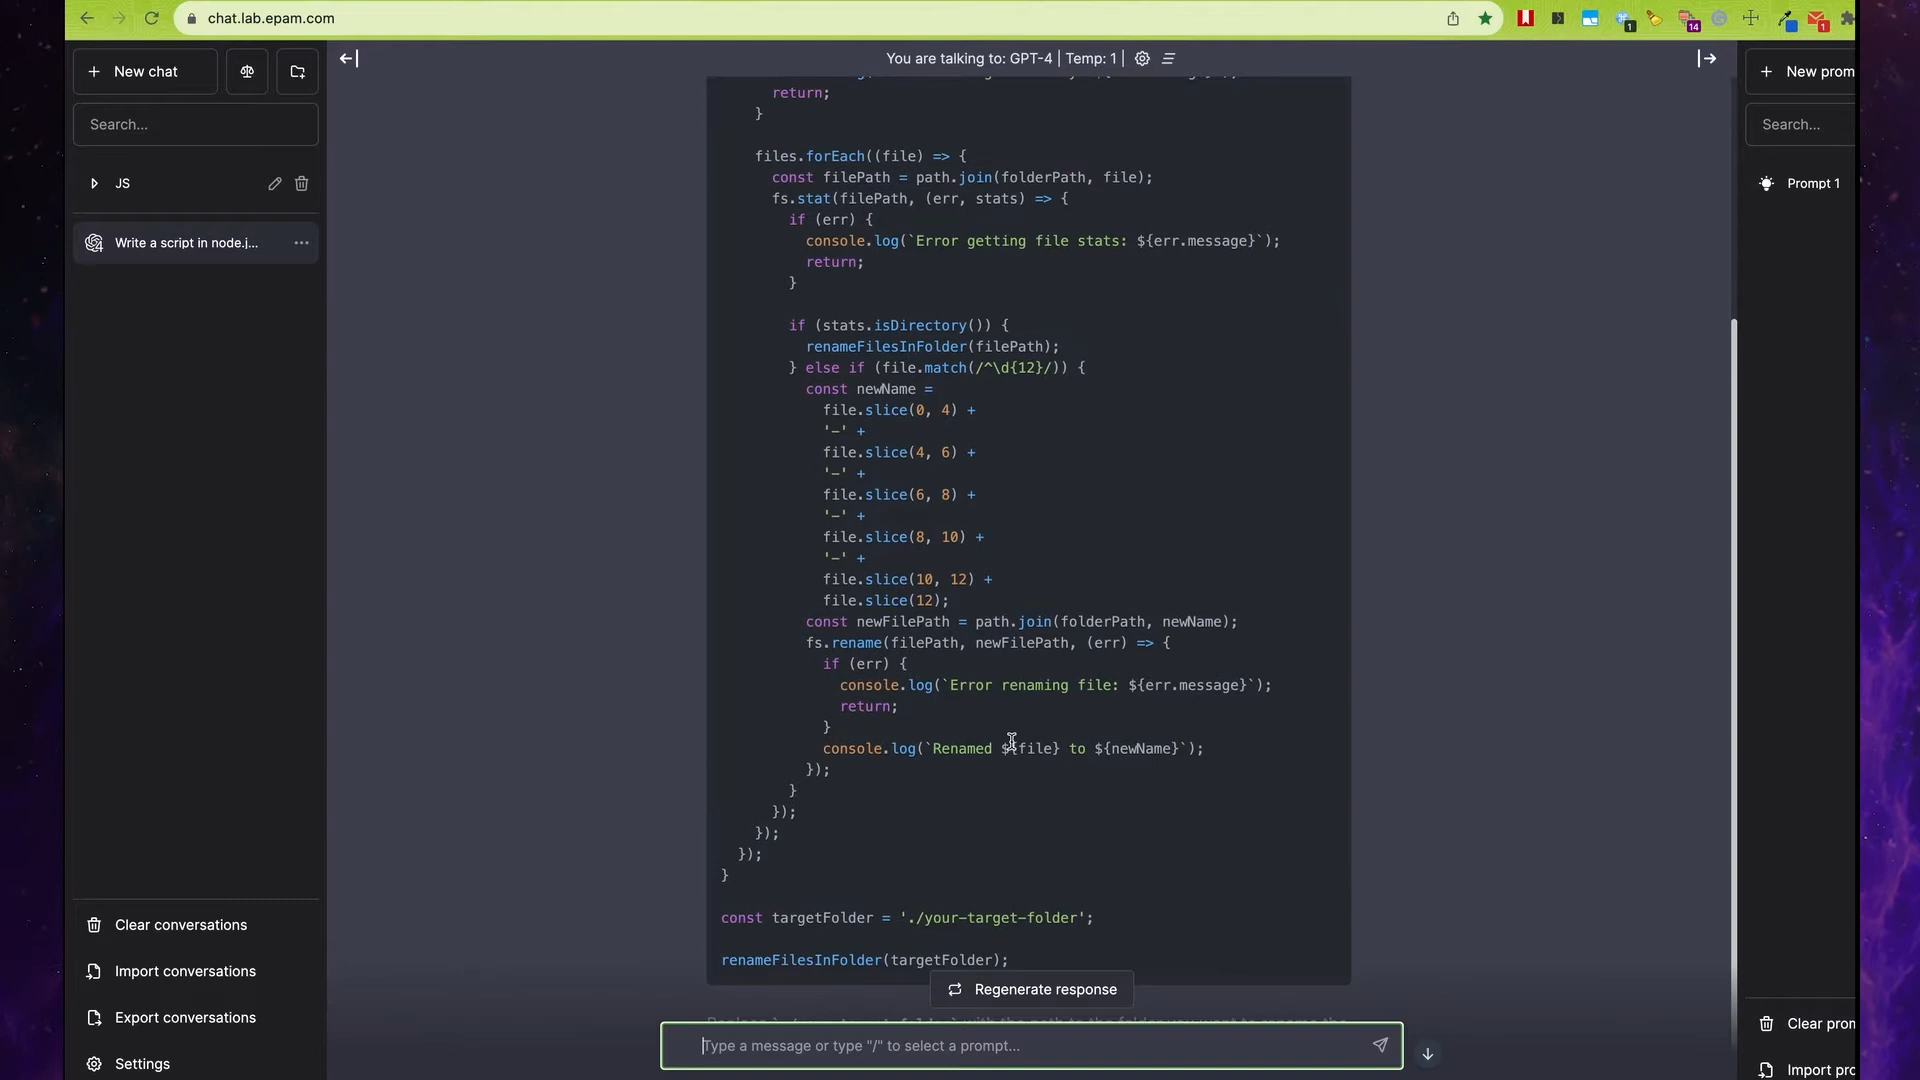 chat.lab.epam.com
1
14
1
New chat
You are talking to: GPT-4 | Temp: 1 |
New prom
Search...
Search...
JS
Prompt 1
Write a script in node.j...
return;
}
files.forEach((file) => {
const filePath = path.join(folderPath, file);
fs.stat(filePath, (err, stats) => {
if (err) {
console.log(`Error getting file stats: ${err.message}`);
return;
}
if (stats.isDirectory()) {
renameFilesInFolder(filePath);
} else if (file.match(/^\d{12}/)) {
const newName =
file.slice(0, 4) +
'-' +
file.slice(4, 6) +
'-' +
file.slice(6, 8) +
'-' +
file.slice(8, 10) +
'-' +
file.slice(10, 12) +
file.slice(12);
const newFilePath = path.join(folderPath, newName);
fs.rename(filePath, newFilePath, (err) => {
if (err) {
console.log(`Error renaming file: ${err.message}`);
return;
}
console.log(`Renamed ${file} to ${newName}`);
});
}
});
});
});
}
const targetFolder = './your-target-folder';
renameFilesInFolder(targetFolder);
Regenerate response
Type a message or type "/" to select a prompt...
Clear conversations
Import conversations
Export conversations
Settings
Clear pron
Import pro